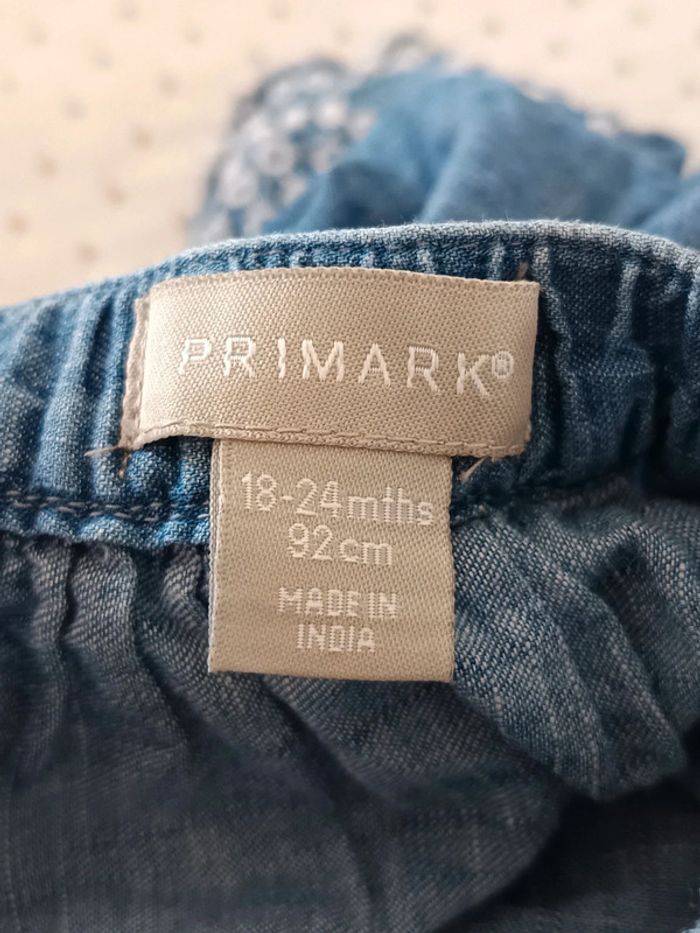 PRIMARK®
18-24mths
92cm
MADE IN
INDIA